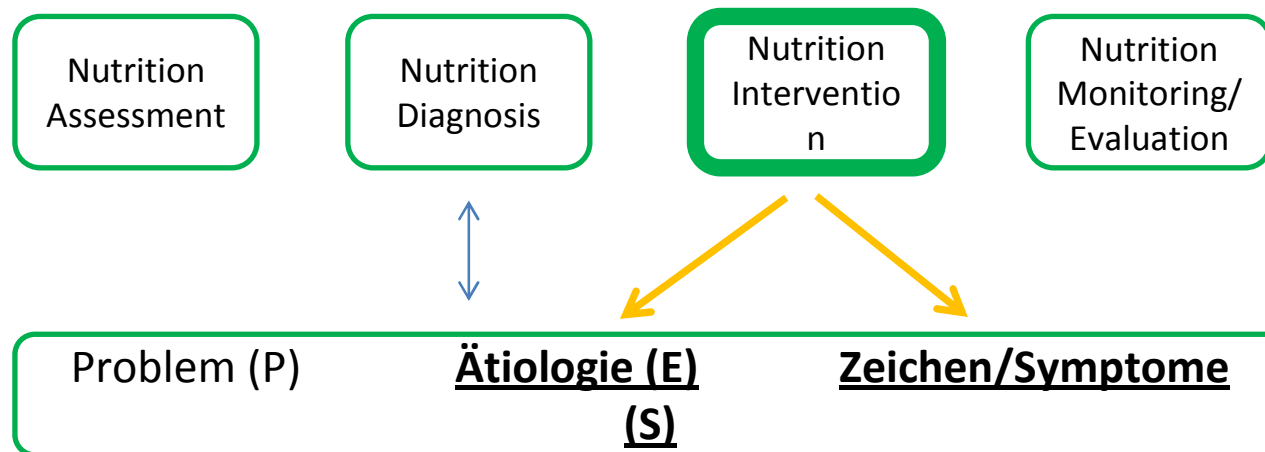 Nutrition
Assessment
Nutrition
Diagnosis
Nutrition
Interventio
n
Nutrition
Monitoring/
Evaluation
Problem (P) Ätiologie (E) Zeichen/Symptome
(S)